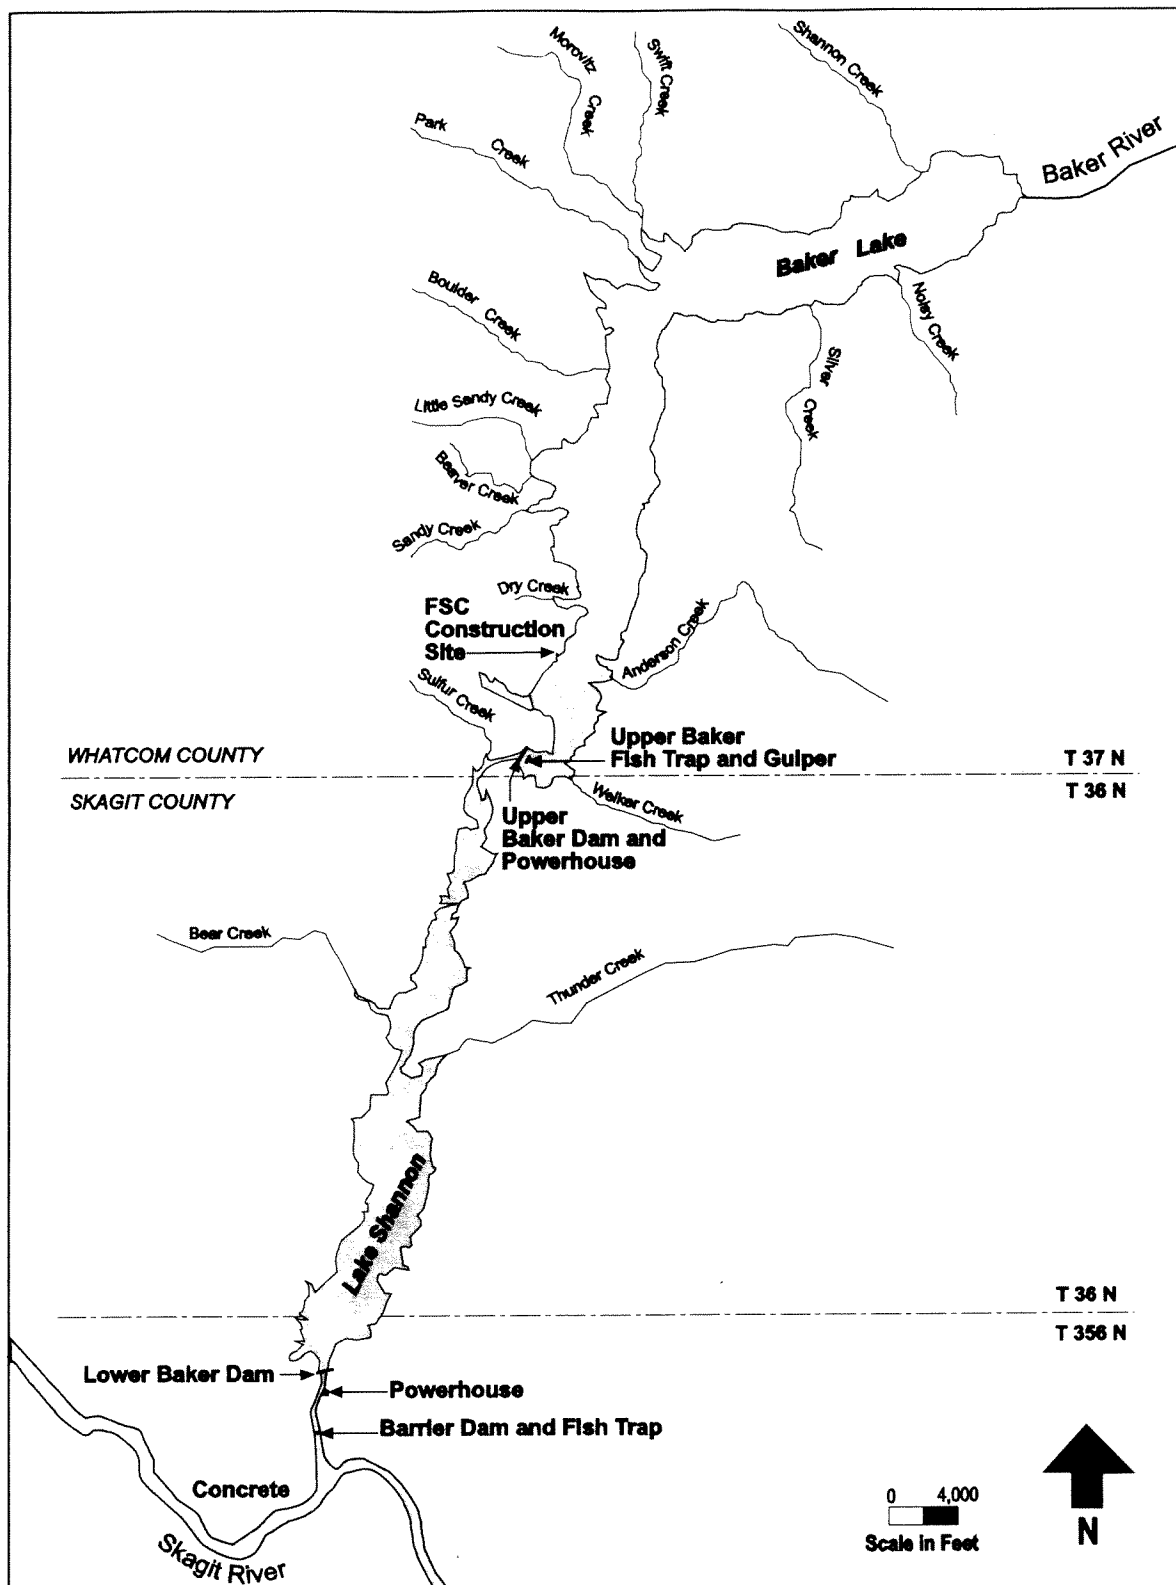 Morovitz
Creek
Swift Creek
Shannon Creek
Park
Creek
Baker River
Baker Lake
Boulder
Creek
Noisy Creek
Silver
Creek
Little Sandy Creek
Beaver Creek
Sandy Creek
Dry Creek
FSC
Construction
Site
Anderson Creek
Sulfur Creek
Upper Baker
Fish Trap and Gulper
WHATCOM COUNTY
T 37 N
SKAGIT COUNTY
T 36 N
Welker Creek
Upper
Baker Dam and
Powerhouse
Bear Creek
Thunder Creek
Lake Shannon
T 36 N
T 356 N
Lower Baker Dam
Powerhouse
Barrier Dam and Fish Trap
Concrete
Skagit River
0 4,000
Scale in Feet
N